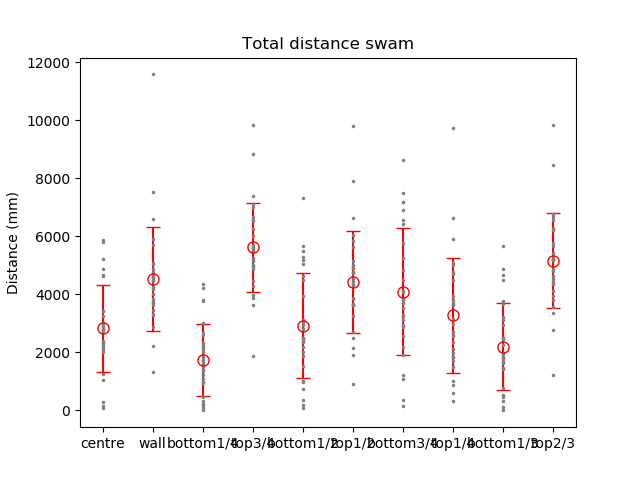 Total distance swam
12000
10000
8000
6000
4000
2000
0
Distance (mm)
centre wall bottom1/4 top3/4 bottom1/2 top1/2 bottom3/4 top1/4 bottom1/3 top2/3